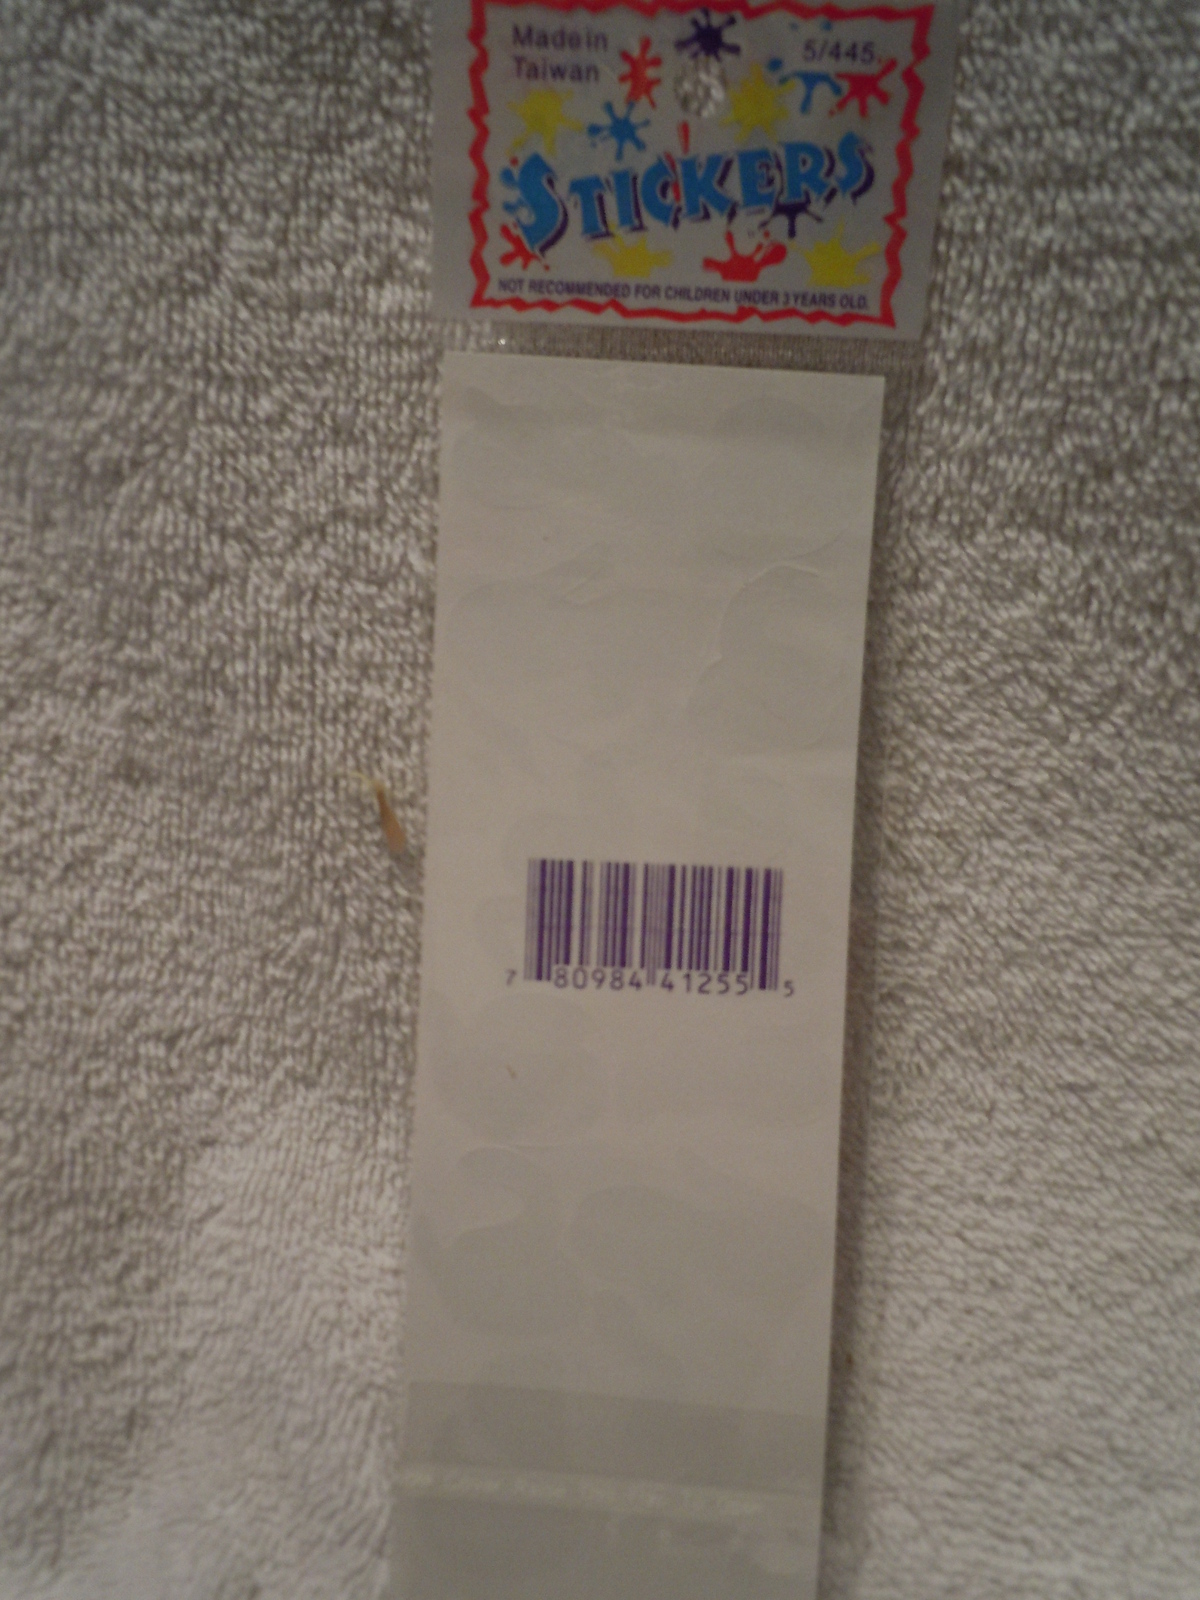 Made in
Taiwan
5/445.
STICKERS
NOT RECOMMENDED FOR CHILDREN UNDER 3 YEARS OLD.
7 80984 41255 5